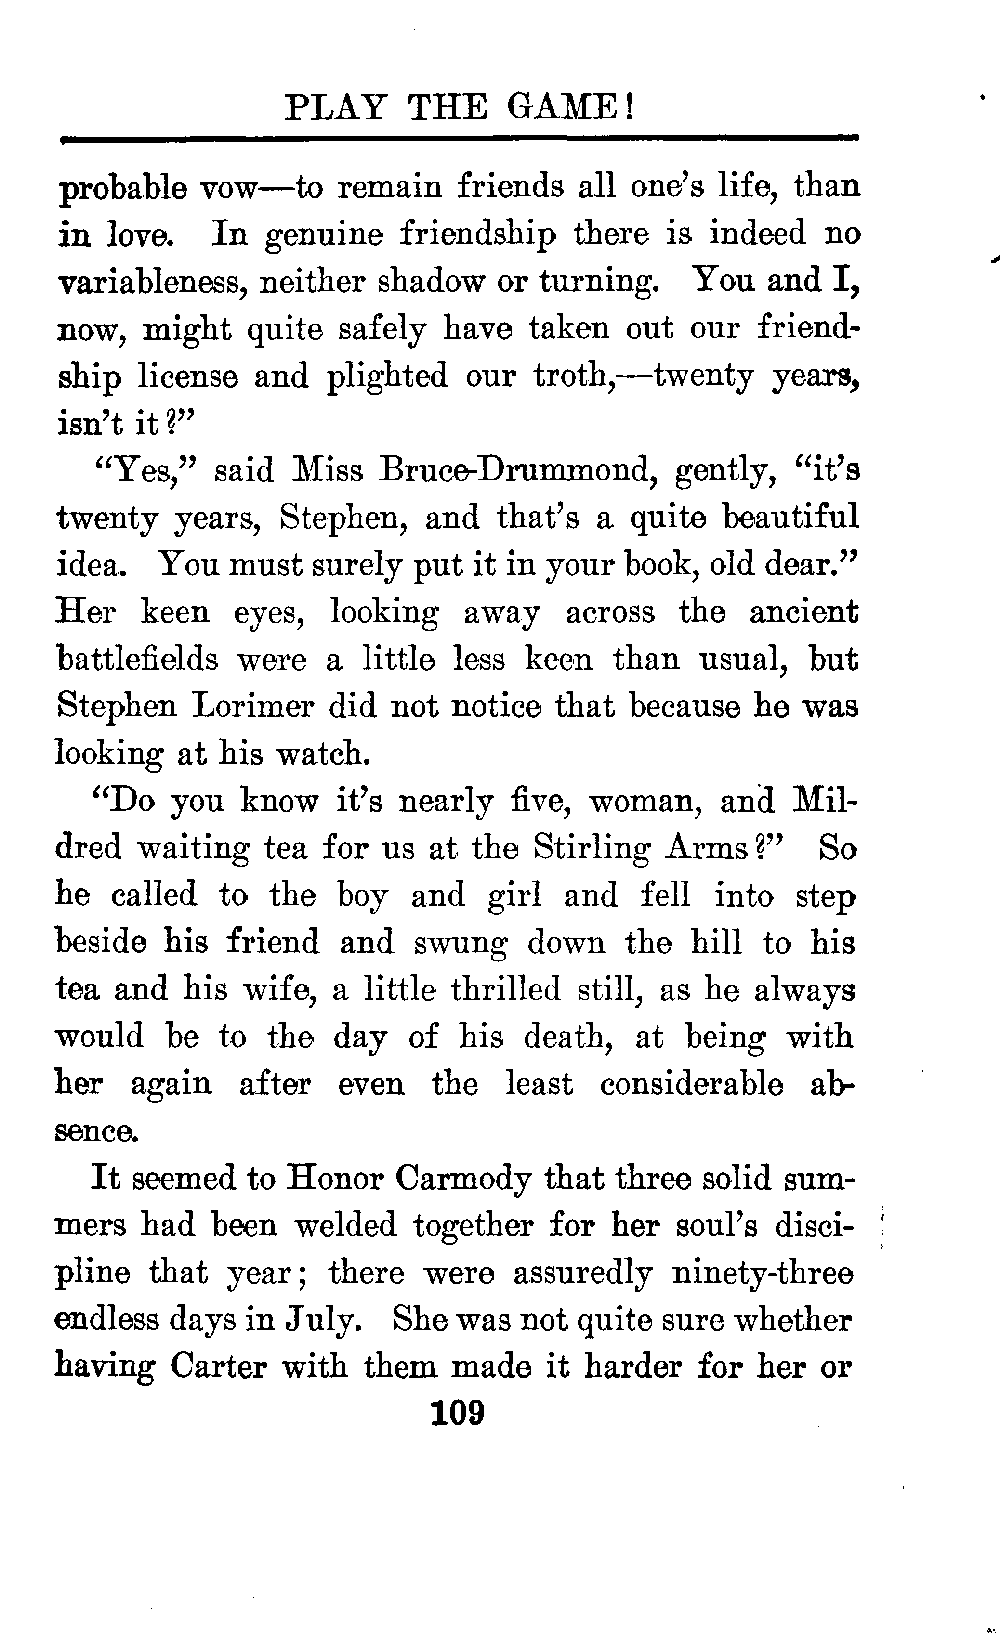 PLAY THE GAME!
probable vow—to remain friends all one's life, than
in love. In genuine friendship there is indeed no
variableness, neither shadow or turning. You and I,
now, might quite safely have taken out our friend-
ship license and plighted our troth,—twenty years,
isn't it?"
"Yes," said Miss Bruce-Drummond, gently, "it's
twenty years, Stephen, and that's a quite beautiful
idea. You must surely put it in your book, old dear."
Her keen eyes, looking away across the ancient
battlefields were a little less keen than usual, but
Stephen Lorimer did not notice that because he was
looking at his watch.
"Do you know it's nearly five, woman, and Mil-
dred waiting tea for us at the Stirling Arms?" So
he called to the boy and girl and fell into step
beside his friend and swung down the hill to his
tea and his wife, a little thrilled still, as he always
would be to the day of his death, at being with
her again after even the least considerable ab-
sence.
It seemed to Honor Carmody that three solid sum-
mers had been welded together for her soul's disci-
pline that year; there were assuredly ninety-three
endless days in July. She was not quite sure whether
having Carter with them made it harder for her or
109